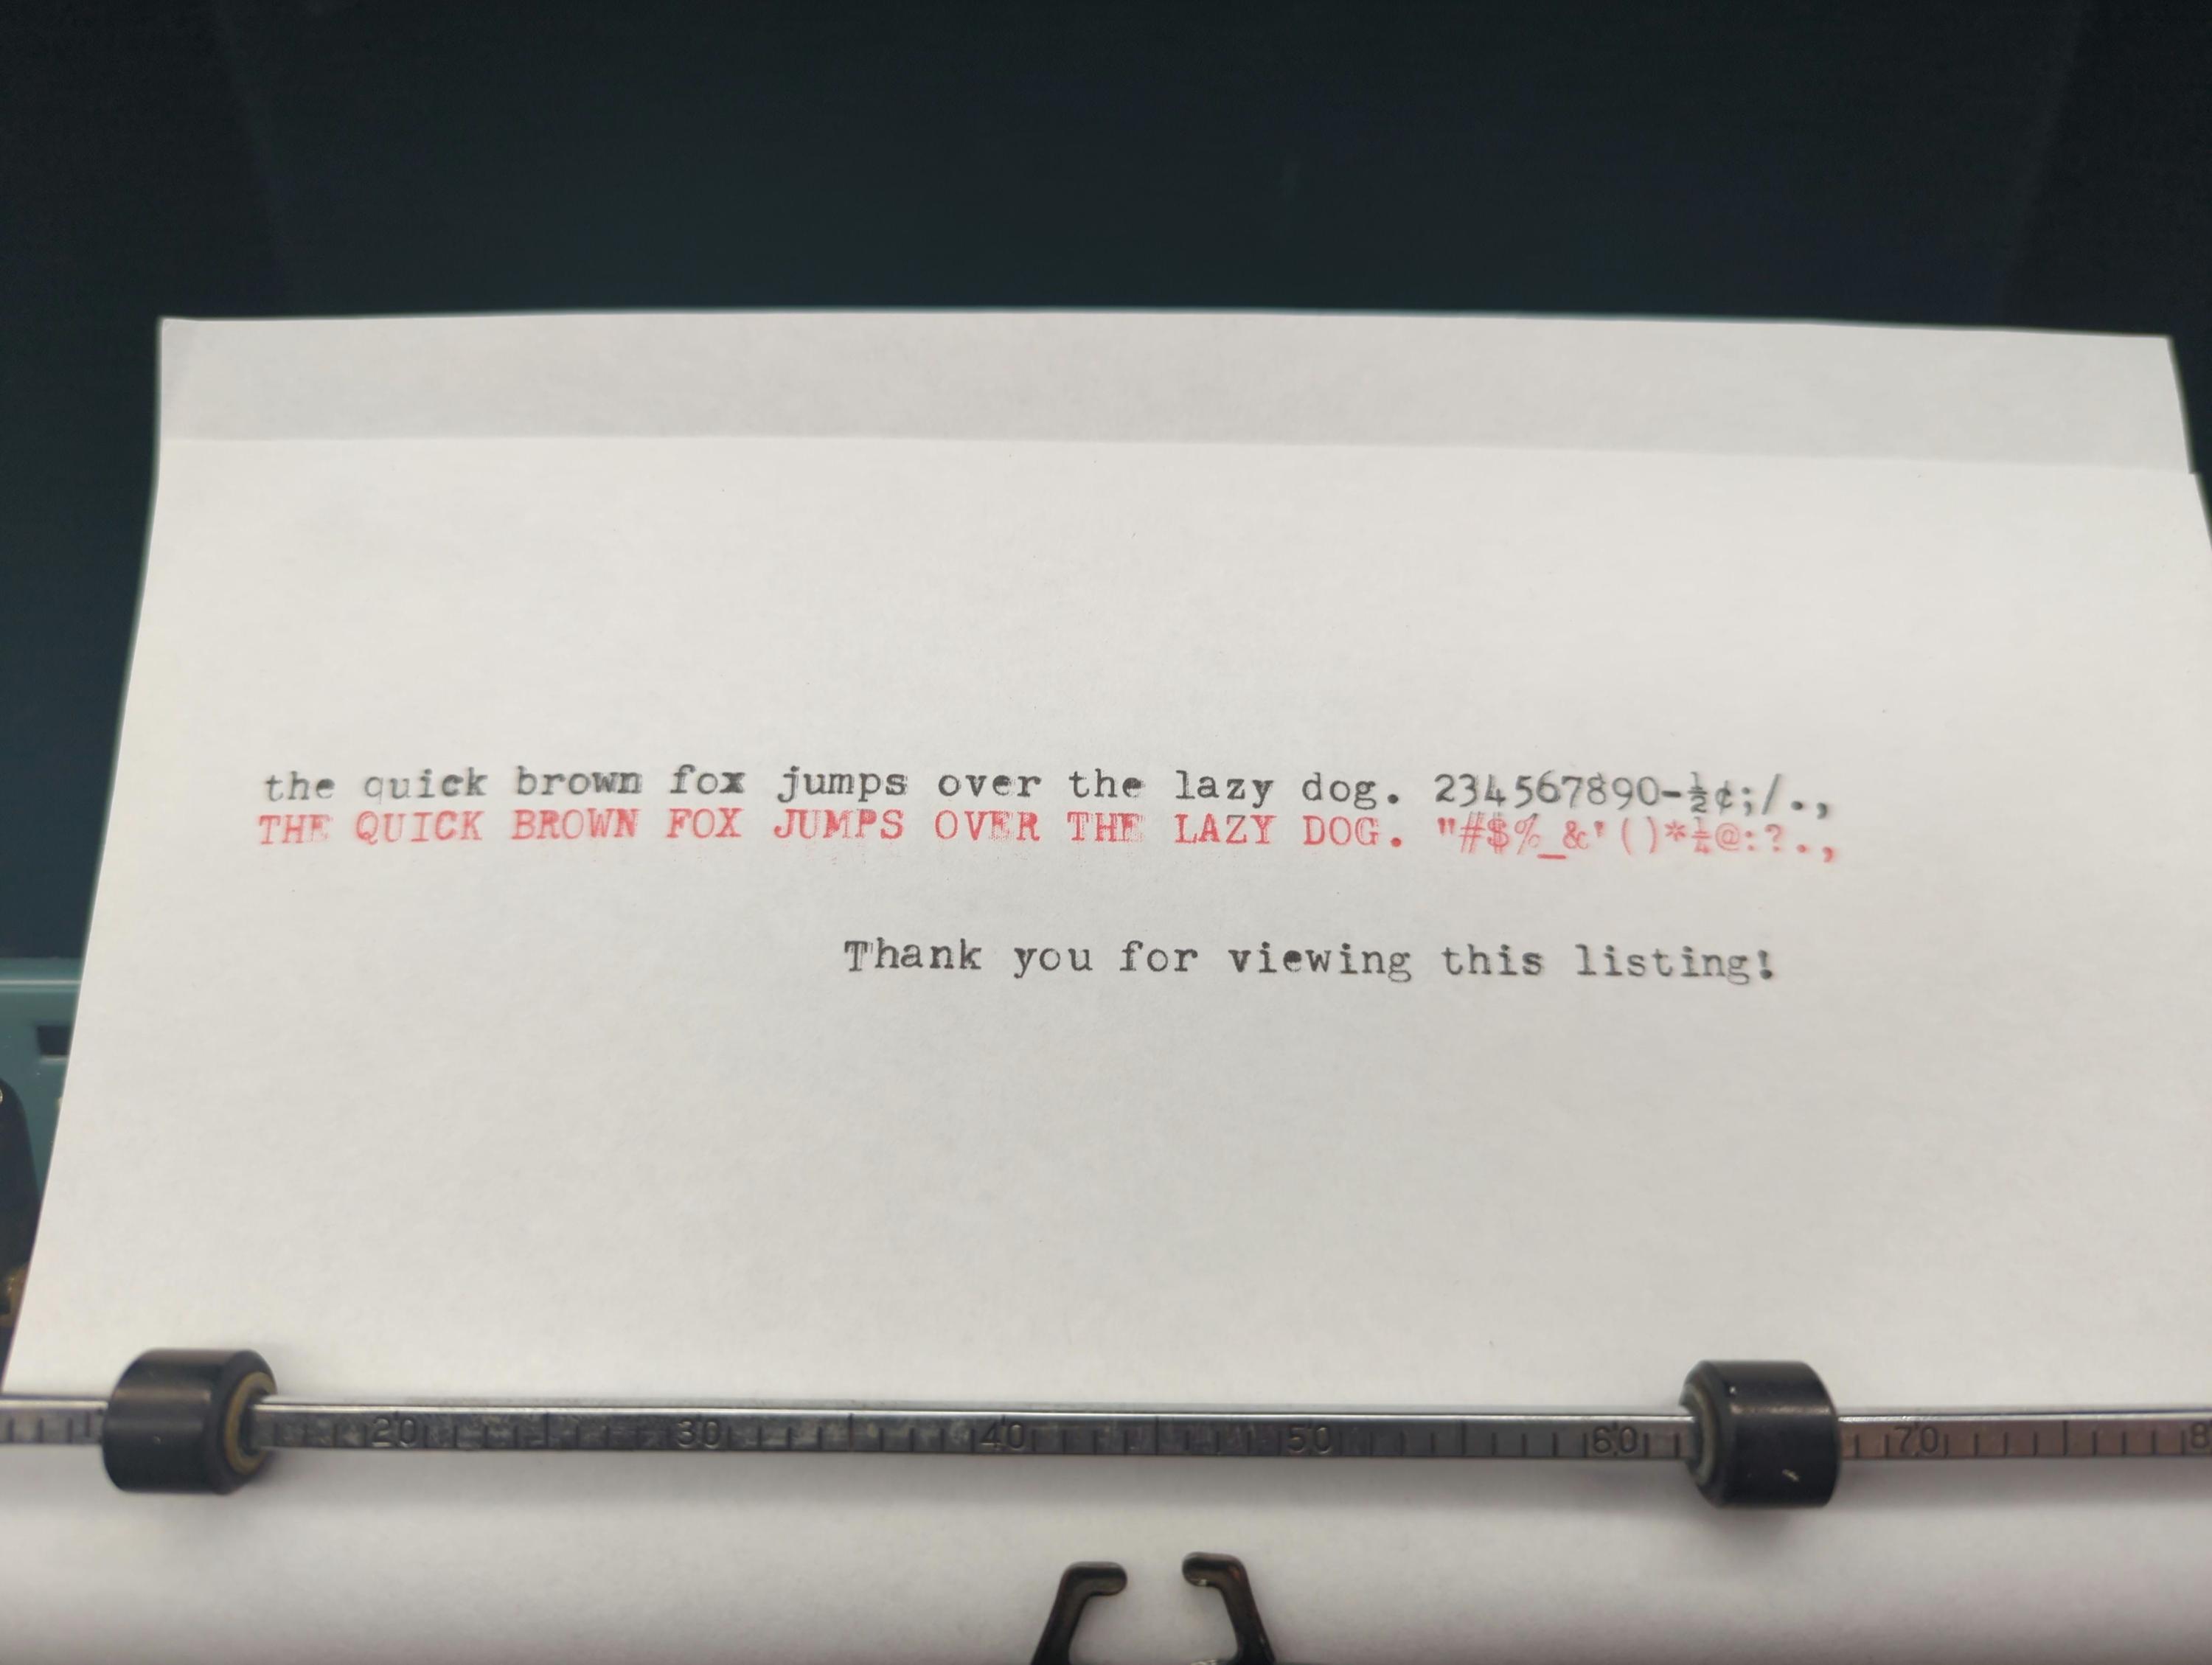 the quick brown fox jumps over the lazy dog. 234567890-½¢;/.,
THE QUICK BROWN FOX JUMPS OVER THE LAZY DOG. "#$%_&'()*¼@:?.,
Thank you for viewing this listing!
20 30 40 50 60 70 8